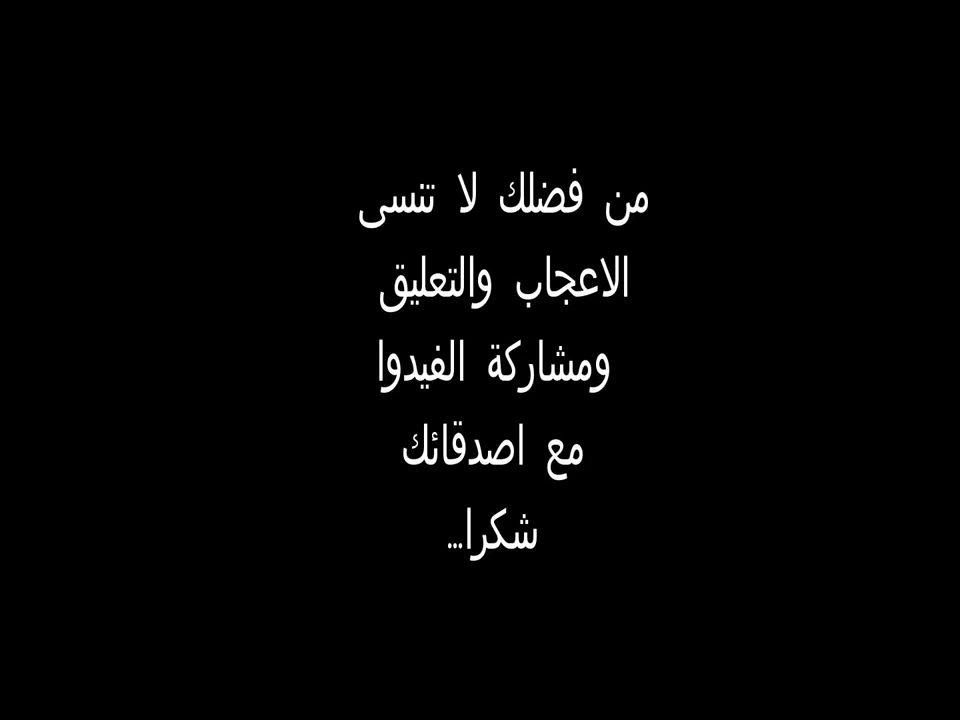 من فضلك لا تنسى
الاعجاب والتعليق
ومشاركة الفيدوا
مع اصدقائك
شكرا...